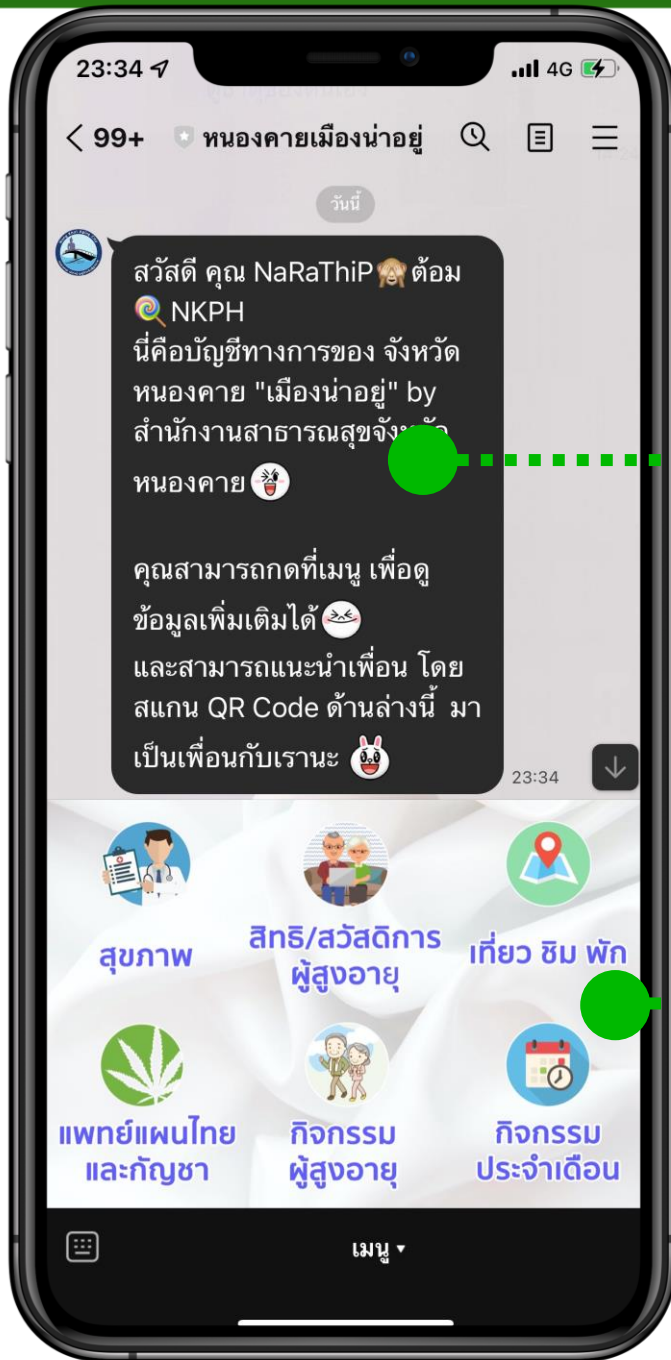 23:34
4G
99+ หนองคายเมืองน่าอยู่
วันนี้
สวัสดี คุณ NaRaThiP🙈ต้อม
🍭 NKPH
นี่คือบัญชีทางการของ จังหวัด
หนองคาย "เมืองน่าอยู่" by
สำนักงานสาธารณสุขจังหวัด
หนองคาย
คุณสามารถกดที่เมนู เพื่อดู
ข้อมูลเพิ่มเติมได้
และสามารถแนะนำเพื่อน โดย
สแกน QR Code ด้านล่างนี้ มา
เป็นเพื่อนกับเรานะ
23:34
สุขภาพ
สิทธิ/สวัสดิการ
ผู้สูงอายุ
เที่ยว ชิม พัก
แพทย์แผนไทย
และกัญชา
กิจกรรม
ผู้สูงอายุ
กิจกรรม
ประจำเดือน
เมนู ▾